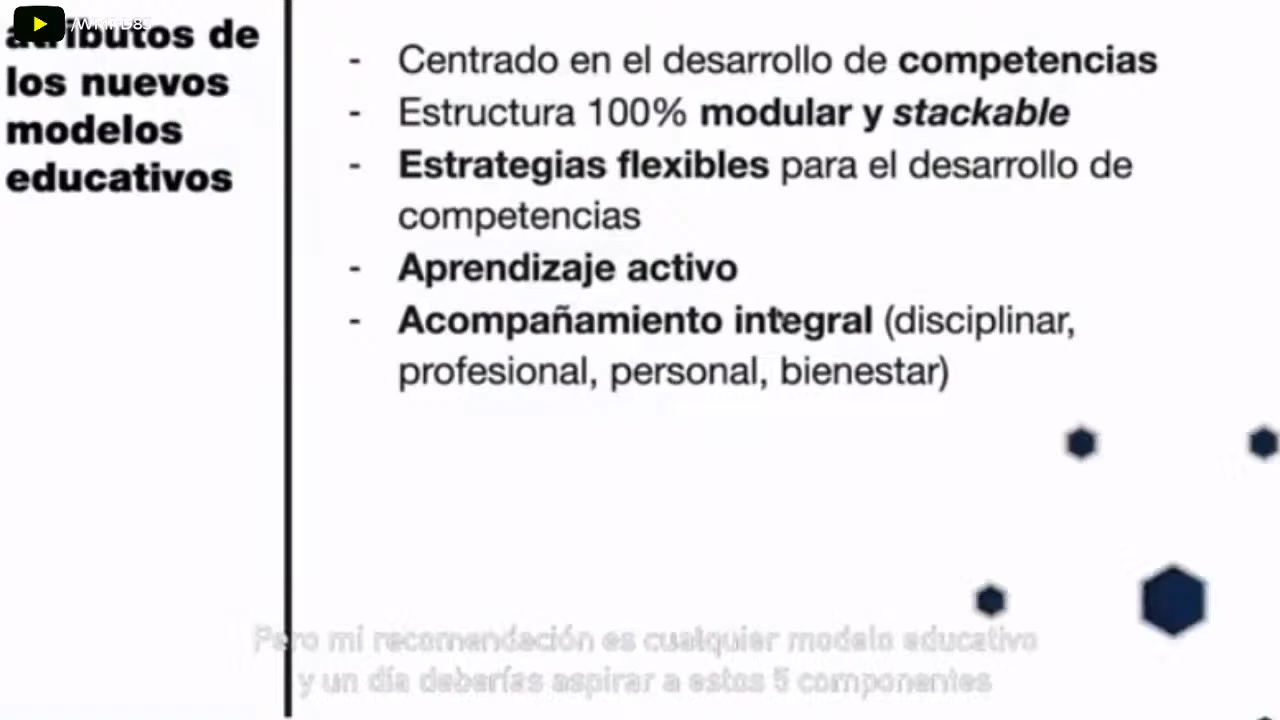 atributos de
los nuevos
modelos
educativos
- Centrado en el desarrollo de competencias
- Estructura 100% modular y stackable
- Estrategias flexibles para el desarrollo de
competencias
- Aprendizaje activo
- Acompañamiento integral (disciplinar,
profesional, personal, bienestar)
Pero mi recomendación es cualquier modelo educativo
y un día deberías aspirar a estos 5 componentes